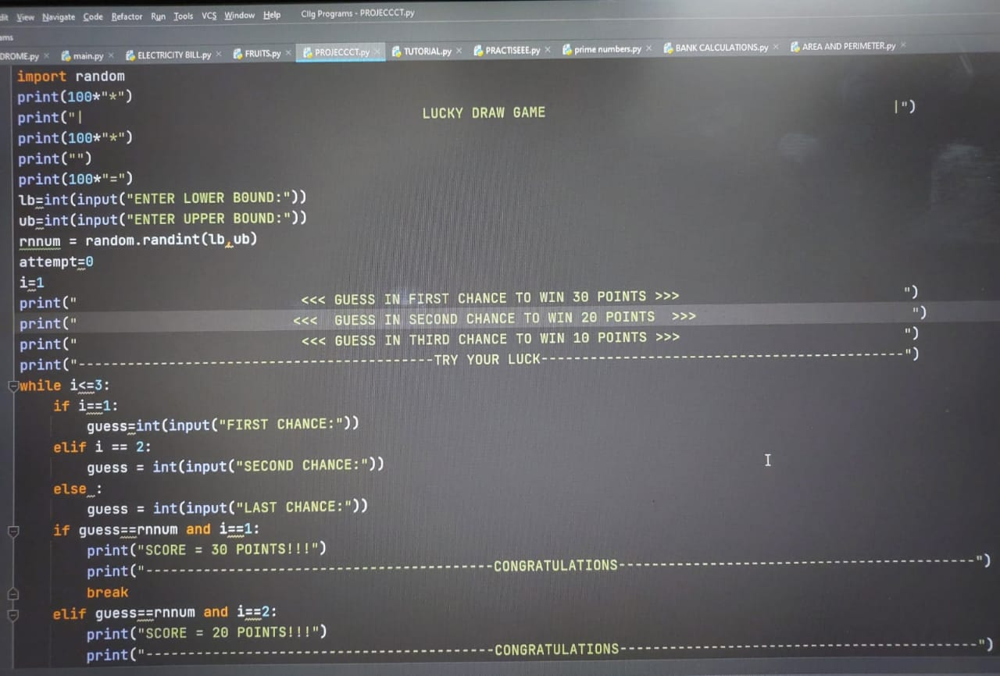 dit View Navigate Code Refactor Run Tools VCS Window Help Cllg Programs - PROJECCCT.py
ams
DROME.py × main.py × ELECTRICITY BILL.py × FRUITS.py × PROJECCCT.py × TUTORIAL.py × PRACTISEEE.py × prime numbers.py × BANK CALCULATIONS.py × AREA AND PERIMETER.py ×
import random
print(100*"*")
print("| LUCKY DRAW GAME |")
print(100*"*")
print("")
print(100*"=")
lb=int(input("ENTER LOWER B0UND:"))
ub=int(input("ENTER UPPER BOUND:"))
rnnum = random.randint(lb,ub)
attempt=0
i=1
print(" <<< GUESS IN FIRST CHANCE TO WIN 30 POINTS >>> ")
print(" <<< GUESS IN SECOND CHANCE TO WIN 20 POINTS >>> ")
print(" <<< GUESS IN THIRD CHANCE TO WIN 10 POINTS >>> ")
print("-------------------------------------------TRY YOUR LUCK--------------------------------------------")
while i<=3:
    if i==1:
        guess=int(input("FIRST CHANCE:"))
    elif i == 2:
        guess = int(input("SECOND CHANCE:"))
    else :
        guess = int(input("LAST CHANCE:"))
    if guess==rnnum and i==1:
        print("SCORE = 30 POINTS!!!")
        print("------------------------------------------CONGRATULATIONS-------------------------------------------")
        break
    elif guess==rnnum and i==2:
        print("SCORE = 20 POINTS!!!")
        print("------------------------------------------CONGRATULATIONS-------------------------------------------")